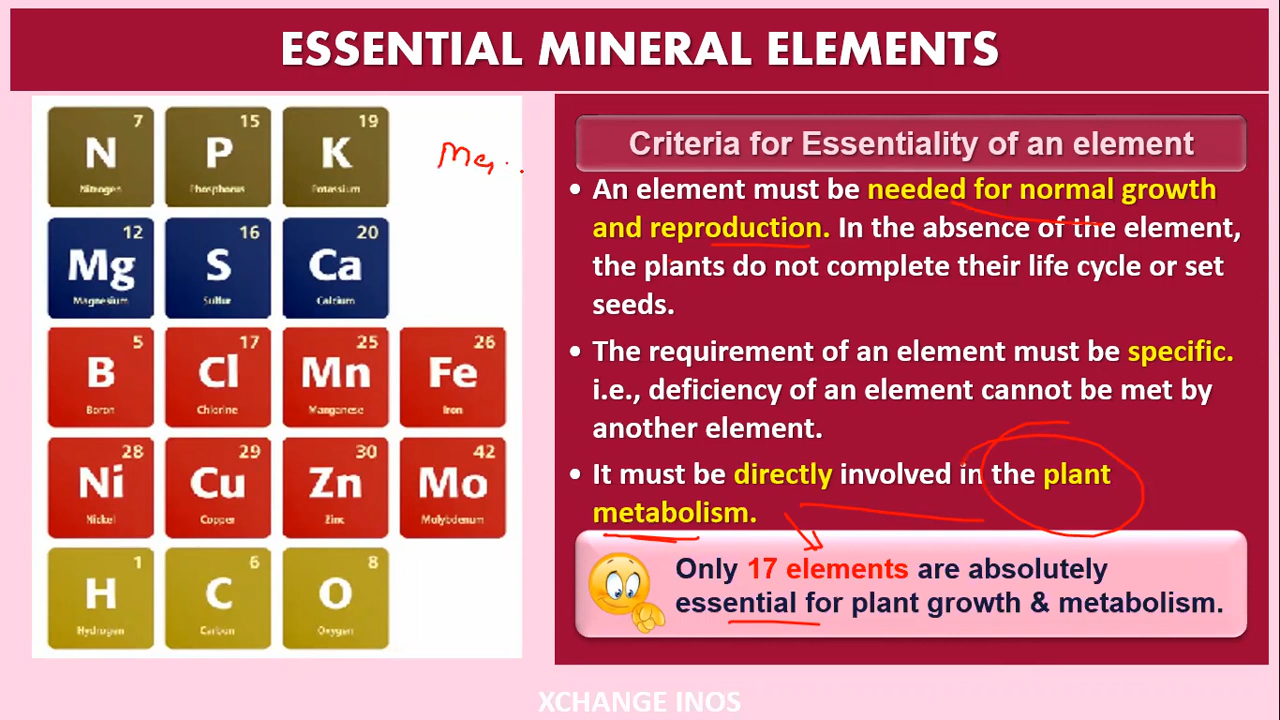 ESSENTIAL MINERAL ELEMENTS
7 15 19
N P K
Nitrogen Phosphorus Potassium
12 16 20
Mg S Ca
Magnesium Sulfur Calcium
5 17 25 26
B Cl Mn Fe
Boron Chlorine Manganese Iron
28 29 30 42
Ni Cu Zn Mo
Nickel Copper Zinc Molybdenum
1 6 8
H C O
Hydrogen Carbon Oxygen
Criteria for Essentiality of an element
• An element must be needed for normal growth
and reproduction. In the absence of the element,
the plants do not complete their life cycle or set
seeds.
• The requirement of an element must be specific.
i.e., deficiency of an element cannot be met by
another element.
• It must be directly involved in the plant
metabolism.
Only 17 elements are absolutely
essential for plant growth & metabolism.
XCHANGE INOS